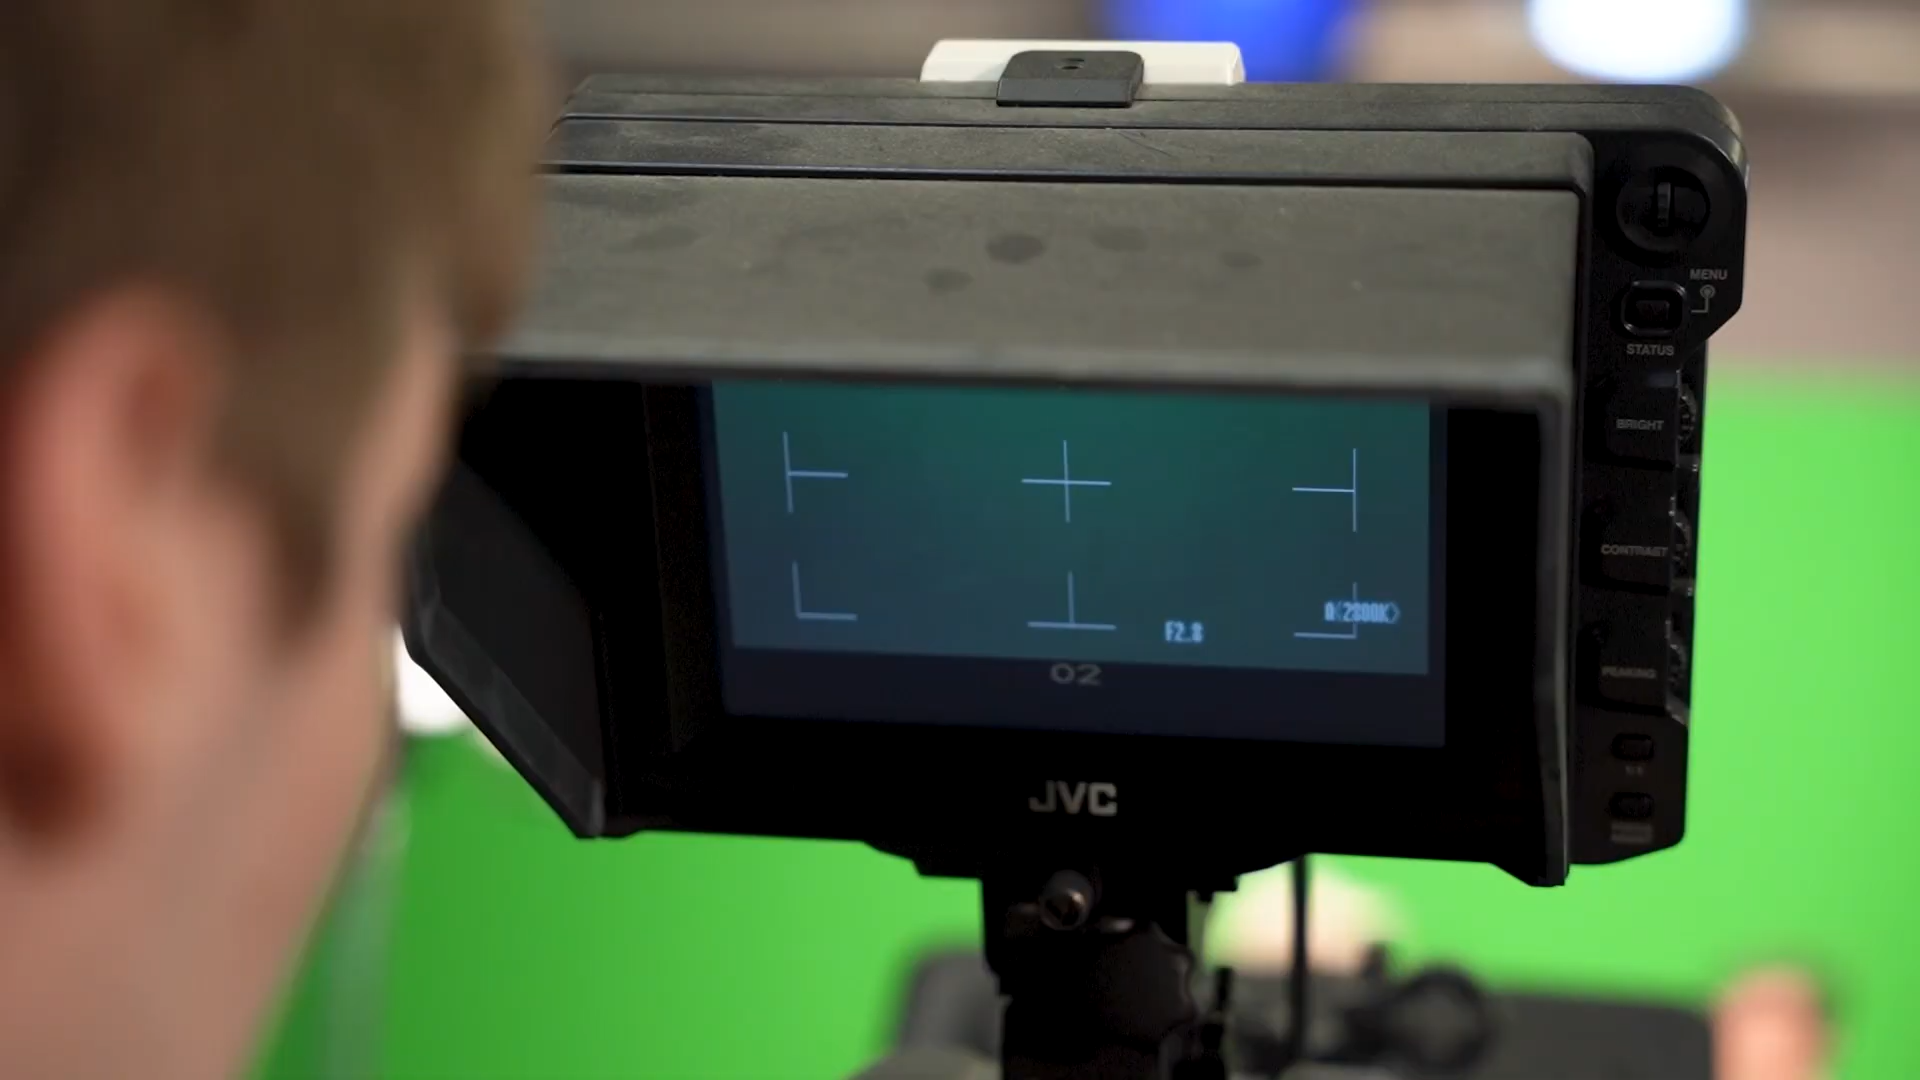 MENU
STATUS
BRIGHT
CONTRAST
PEAKING
F2.8
02
JVC